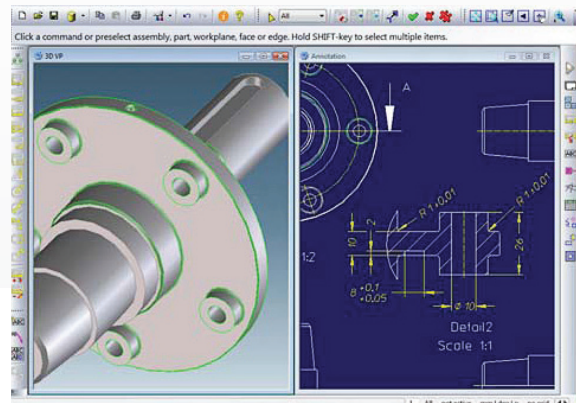 All
Click a command or preselect assembly, part, workplane, face or edge. Hold SHIFT-key to select multiple items.
3D VP
Annotation
A
R 1±0,01
R 1±0,01
2
10
26
1:2
8 +0,1
+0,05
Ø 10
Detail2
Scale 1:1